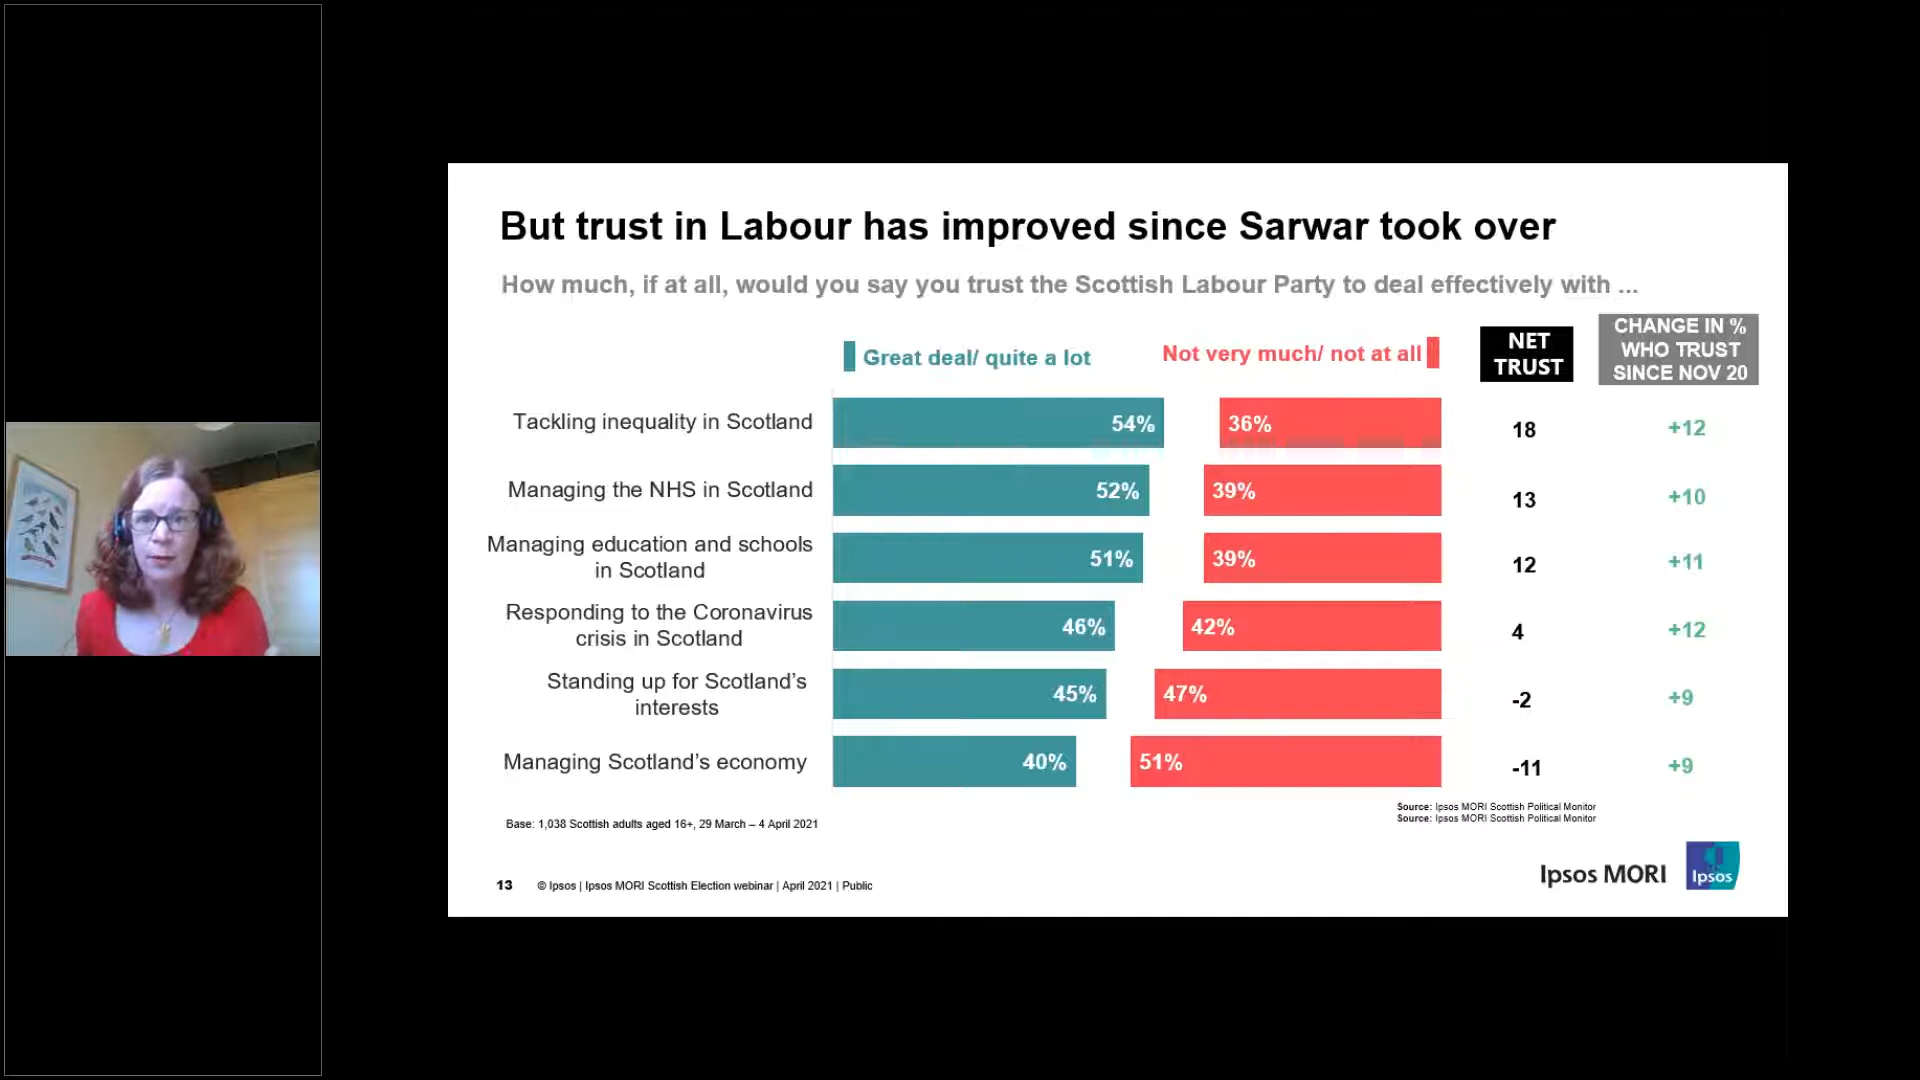 But trust in Labour has improved since Sarwar took over
How much, if at all, would you say you trust the Scottish Labour Party to deal effectively with ...
Great deal/ quite a lot
Not very much/ not at all
NET
TRUST
CHANGE IN %
WHO TRUST
SINCE NOV 20
Tackling inequality in Scotland
54%
36%
18
+12
Managing the NHS in Scotland
52%
39%
13
+10
Managing education and schools
in Scotland
51%
39%
12
+11
Responding to the Coronavirus
crisis in Scotland
46%
42%
4
+12
Standing up for Scotland's
interests
45%
47%
-2
+9
Managing Scotland's economy
40%
51%
-11
+9
Source: Ipsos MORI Scottish Political Monitor
Source: Ipsos MORI Scottish Political Monitor
Base: 1,038 Scottish adults aged 16+, 29 March – 4 April 2021
Ipsos MORI
Ipsos
13 © Ipsos | Ipsos MORI Scottish Election webinar | April 2021 | Public